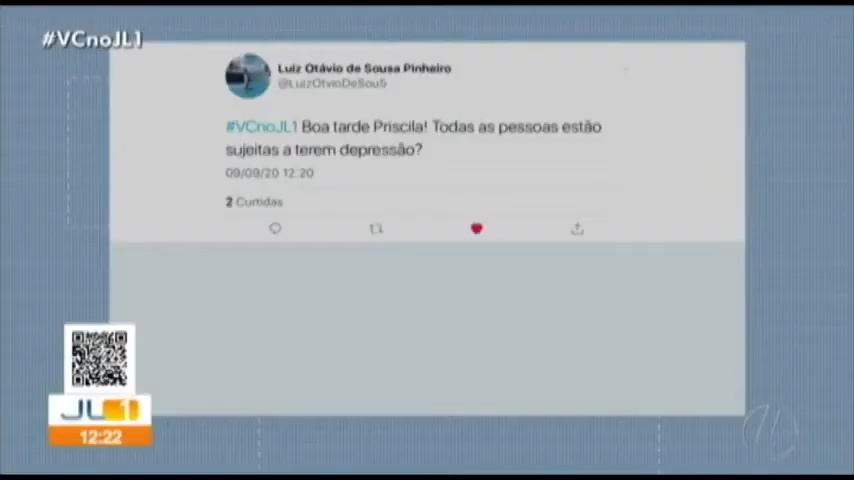 #VCnoJL1
Luiz Otávio de Sousa Pinheiro
@LuizOtvioDeSou5
#VCnoJL1 Boa tarde Priscila! Todas as pessoas estão
sujeitas a terem depressão?
09/09/20 12:20
2 Curtidas
JL1
12:22